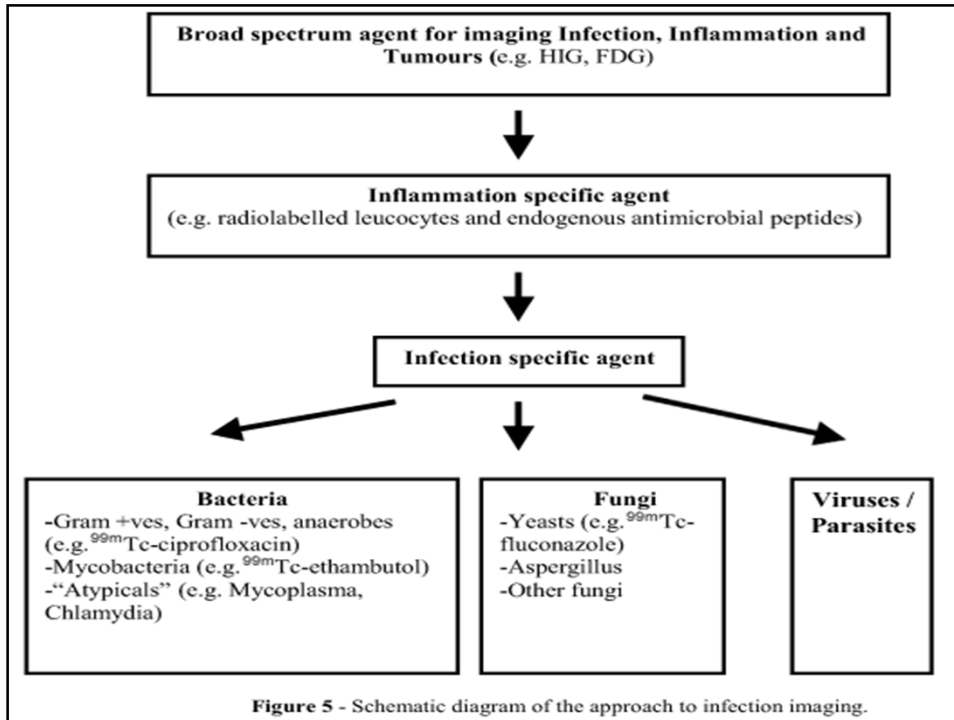 Broad spectrum agent for imaging Infection, Inflammation and
Tumours (e.g. HIG, FDG)
Inflammation specific agent
(e.g. radiolabelled leucocytes and endogenous antimicrobial peptides)
Infection specific agent
Bacteria
-Gram +ves, Gram -ves, anaerobes
(e.g.99mTc-ciprofloxacin)
-Mycobacteria (e.g.99mTc-ethambutol)
-“Atypicals” (e.g. Mycoplasma,
Chlamydia)
Fungi
-Yeasts (e.g.99mTc-
fluconazole)
-Aspergillus
-Other fungi
Viruses /
Parasites
Figure 5 - Schematic diagram of the approach to infection imaging.